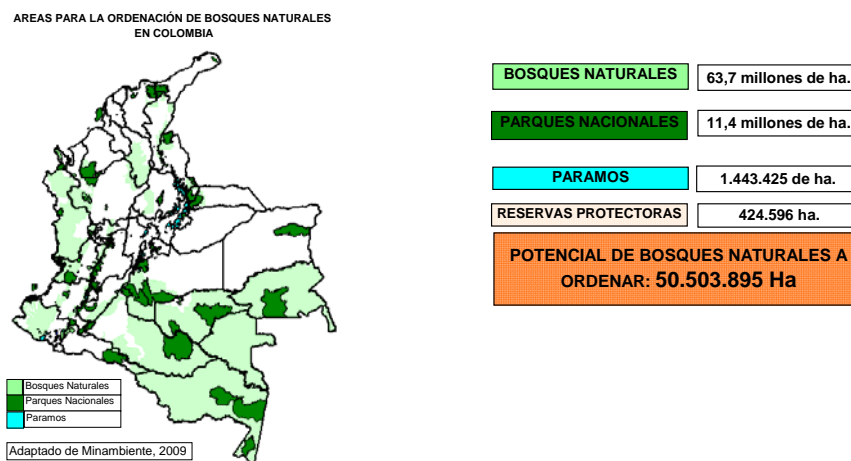 AREAS PARA LA ORDENACIÓN DE BOSQUES NATURALES
EN COLOMBIA
Bosques Naturales
Parques Nacionales
Paramos
Adaptado de Minambiente, 2009
BOSQUES NATURALES 63,7 millones de ha.
PARQUES NACIONALES 11,4 millones de ha.
PARAMOS 1.443.425 de ha.
RESERVAS PROTECTORAS 424.596 ha.
POTENCIAL DE BOSQUES NATURALES A
ORDENAR: 50.503.895 Ha